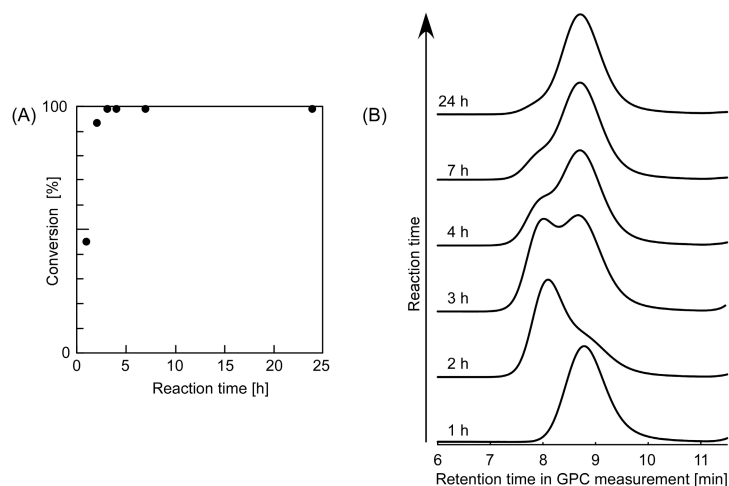 (A)
100
0
Conversion [%]
0 5 10 15 20 25
Reaction time [h]
(B)
Reaction time
24 h
7 h
4 h
3 h
2 h
1 h
6 7 8 9 10 11
Retention time in GPC measurement [min]